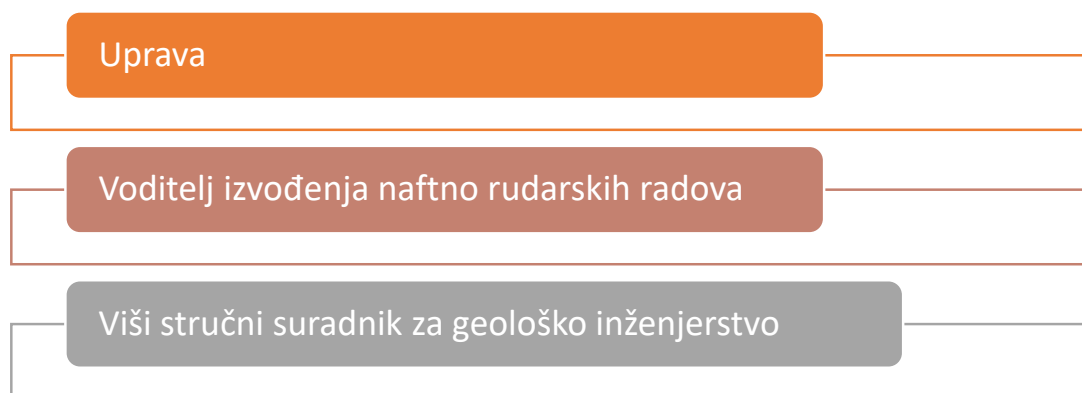 Uprava
Voditelj izvođenja naftno rudarskih radova
Viši stručni suradnik za geološko inženjerstvo